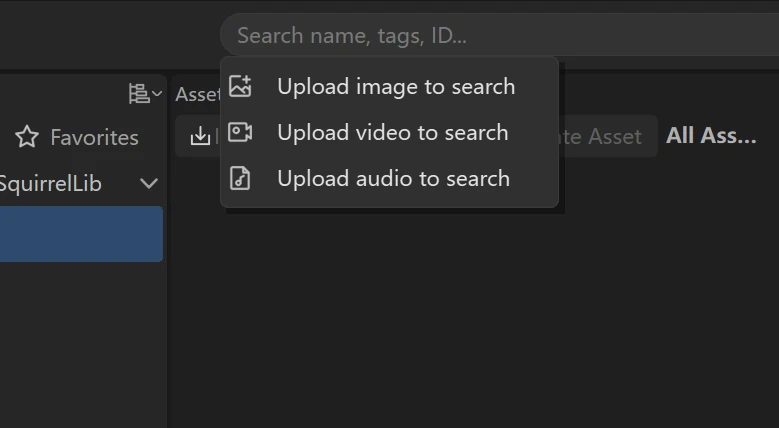 Search name, tags, ID...
Upload image to search
Upload video to search
Upload audio to search
Favorites
SquirrelLib
Asset
All Ass...